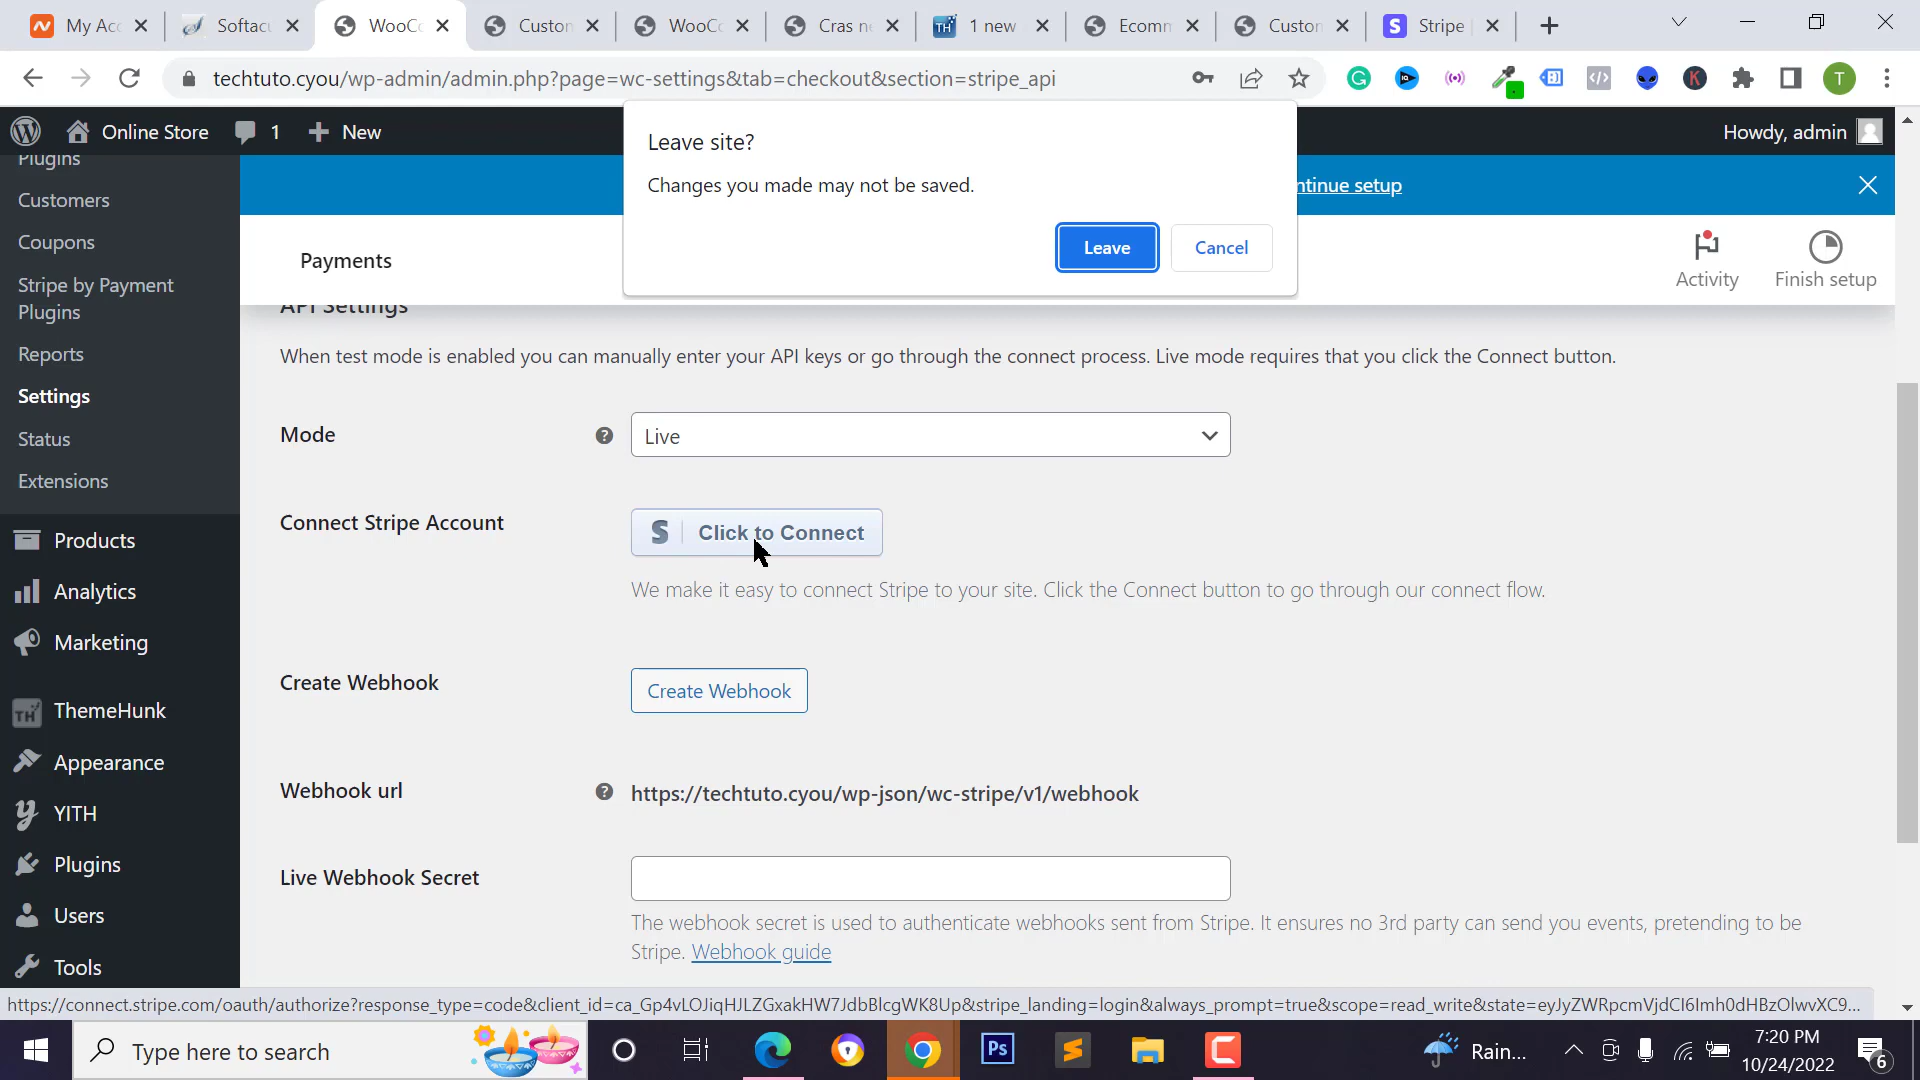 My Acc
Softacu
WooCo
Custom
WooCo
Cras ne
1 new
Ecomm
Custom
Stripe
techtuto.cyou/wp-admin/admin.php?page=wc-settings&tab=checkout&section=stripe_api
T
Online Store
1
New
Howdy, admin
Leave site?
Changes you made may not be saved.
Leave
Cancel
ntinue setup
Plugins
Customers
Coupons
Stripe by Payment
Plugins
Reports
Settings
Status
Extensions
Products
Analytics
Marketing
ThemeHunk
Appearance
YITH
Plugins
Users
Tools
Payments
Activity
Finish setup
API Settings
When test mode is enabled you can manually enter your API keys or go through the connect process. Live mode requires that you click the Connect button.
Mode
Live
Connect Stripe Account
S Click to Connect
We make it easy to connect Stripe to your site. Click the Connect button to go through our connect flow.
Create Webhook
Create Webhook
Webhook url
https://techtuto.cyou/wp-json/wc-stripe/v1/webhook
Live Webhook Secret
The webhook secret is used to authenticate webhooks sent from Stripe. It ensures no 3rd party can send you events, pretending to be
Stripe. Webhook guide
https://connect.stripe.com/oauth/authorize?response_type=code&client_id=ca_Gp4vLOJiqHJLZGxakHW7JdbBlcgWK8Up&stripe_landing=login&always_prompt=true&scope=read_write&state=eyJyZWRpcmVjdCI6Imh0dHBzOlwvXC9...
Type here to search
Ps
Rain...
7:20 PM
10/24/2022
6